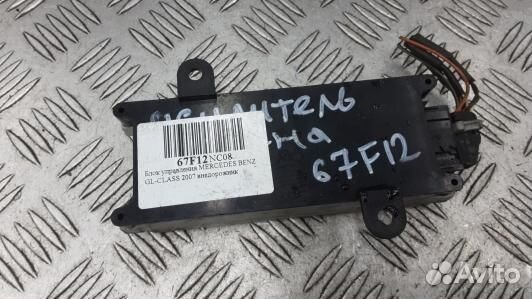 67F12NC08
Блок управления MERCEDES BENZ
GL-CLASS 2007 внедорожник
67F12
Avito